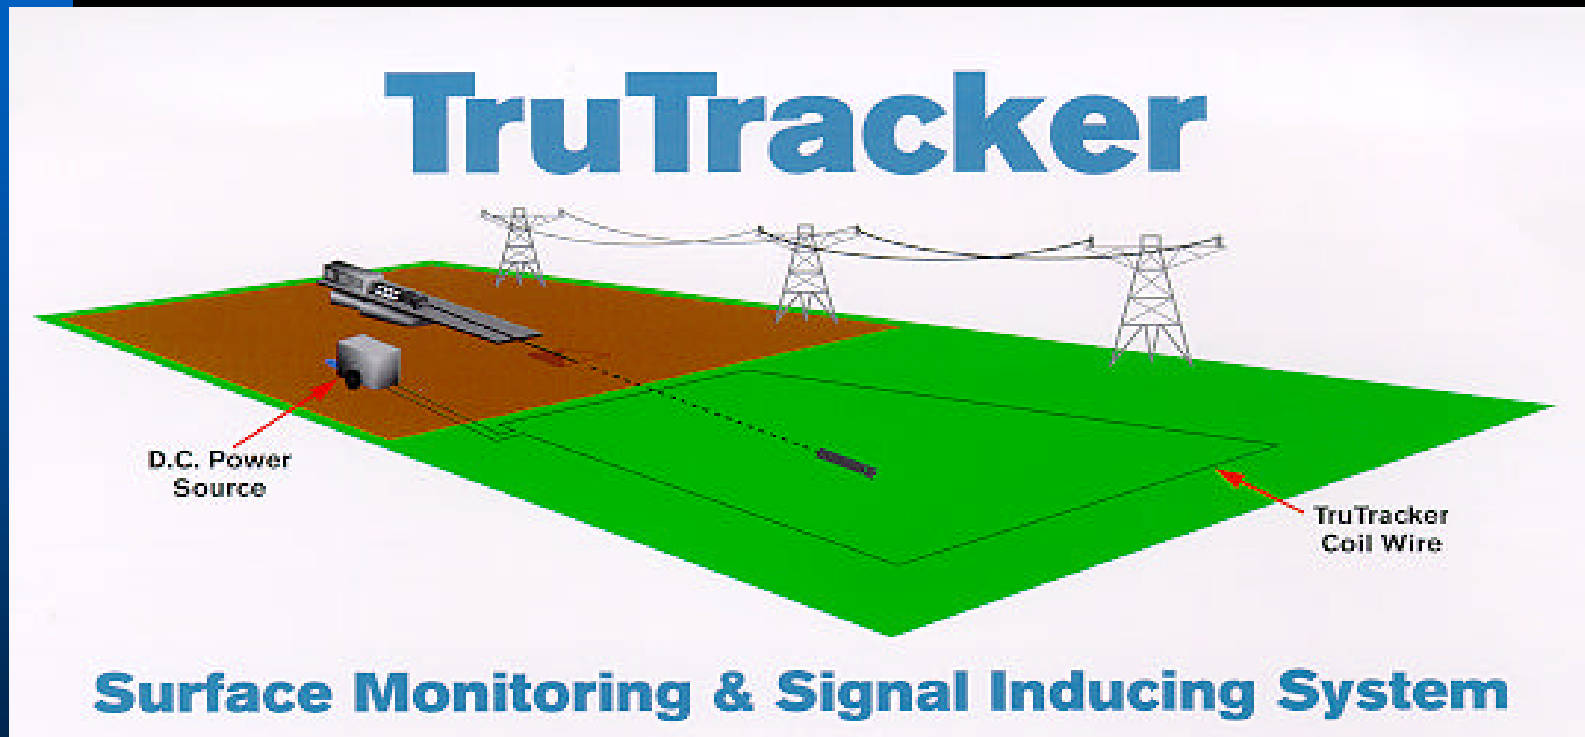 TruTracker
D.C. Power
Source
TruTracker
Coil Wire
Surface Monitoring & Signal Inducing System